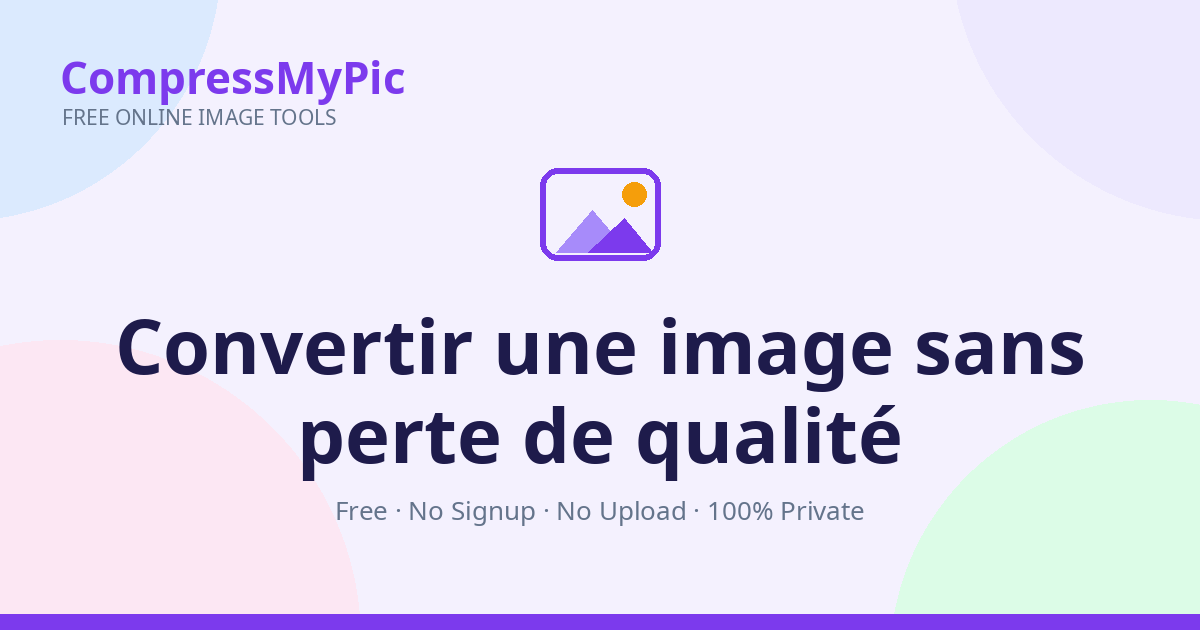 CompressMyPic
FREE ONLINE IMAGE TOOLS
Convertir une image sans
perte de qualité
Free · No Signup · No Upload · 100% Private